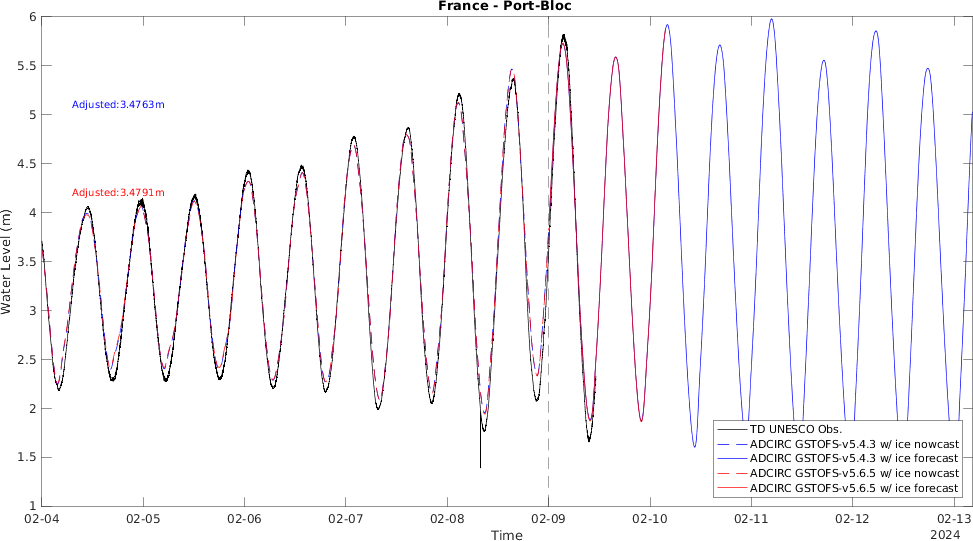 France - Port-Bloc
6
5.5
5
4.5
4
3.5
3
2.5
2
1.5
1
Water Level (m)
Adjusted:3.4763m
Adjusted:3.4791m
TD UNESCO Obs.
ADCIRC GSTOFS-v5.4.3 w/ ice nowcast
ADCIRC GSTOFS-v5.4.3 w/ ice forecast
ADCIRC GSTOFS-v5.6.5 w/ ice nowcast
ADCIRC GSTOFS-v5.6.5 w/ ice forecast
02-04 02-05 02-06 02-07 02-08 02-09 02-10 02-11 02-12 02-13
Time
2024